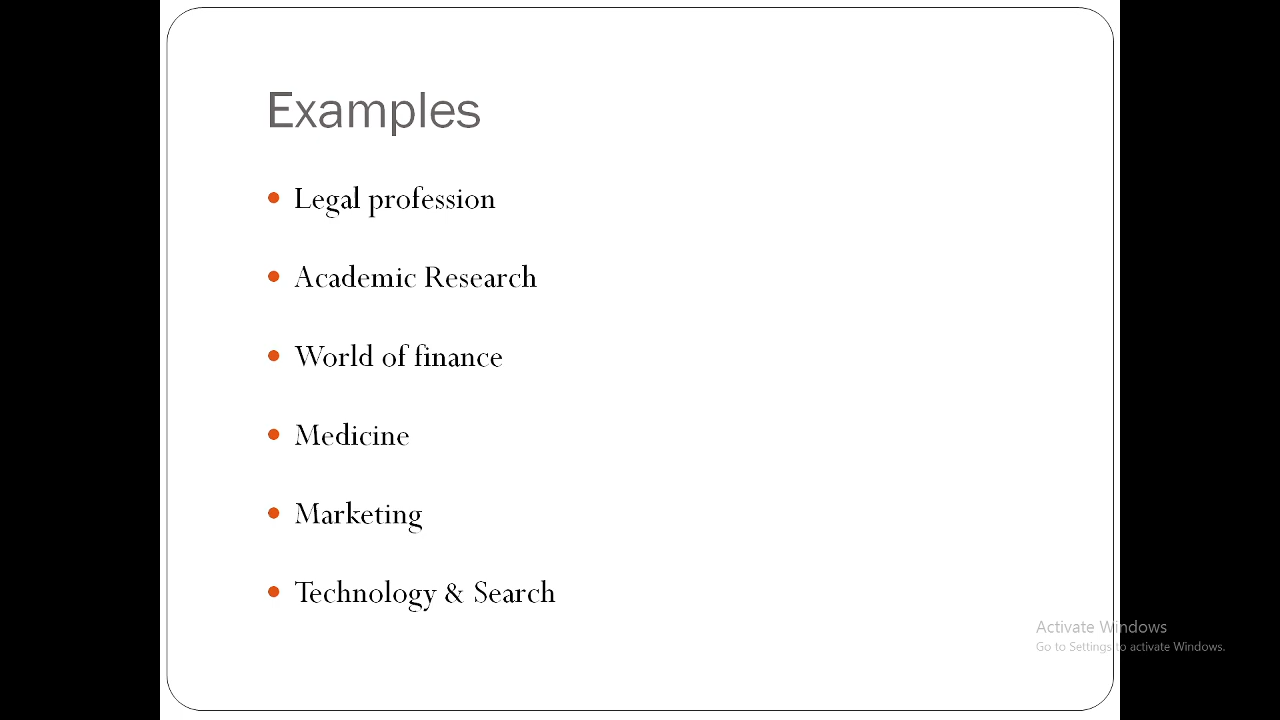 Examples
Legal profession
Academic Research
World of finance
Medicine
Marketing
Technology & Search
Activate Windows
Go to Settings to activate Windows.